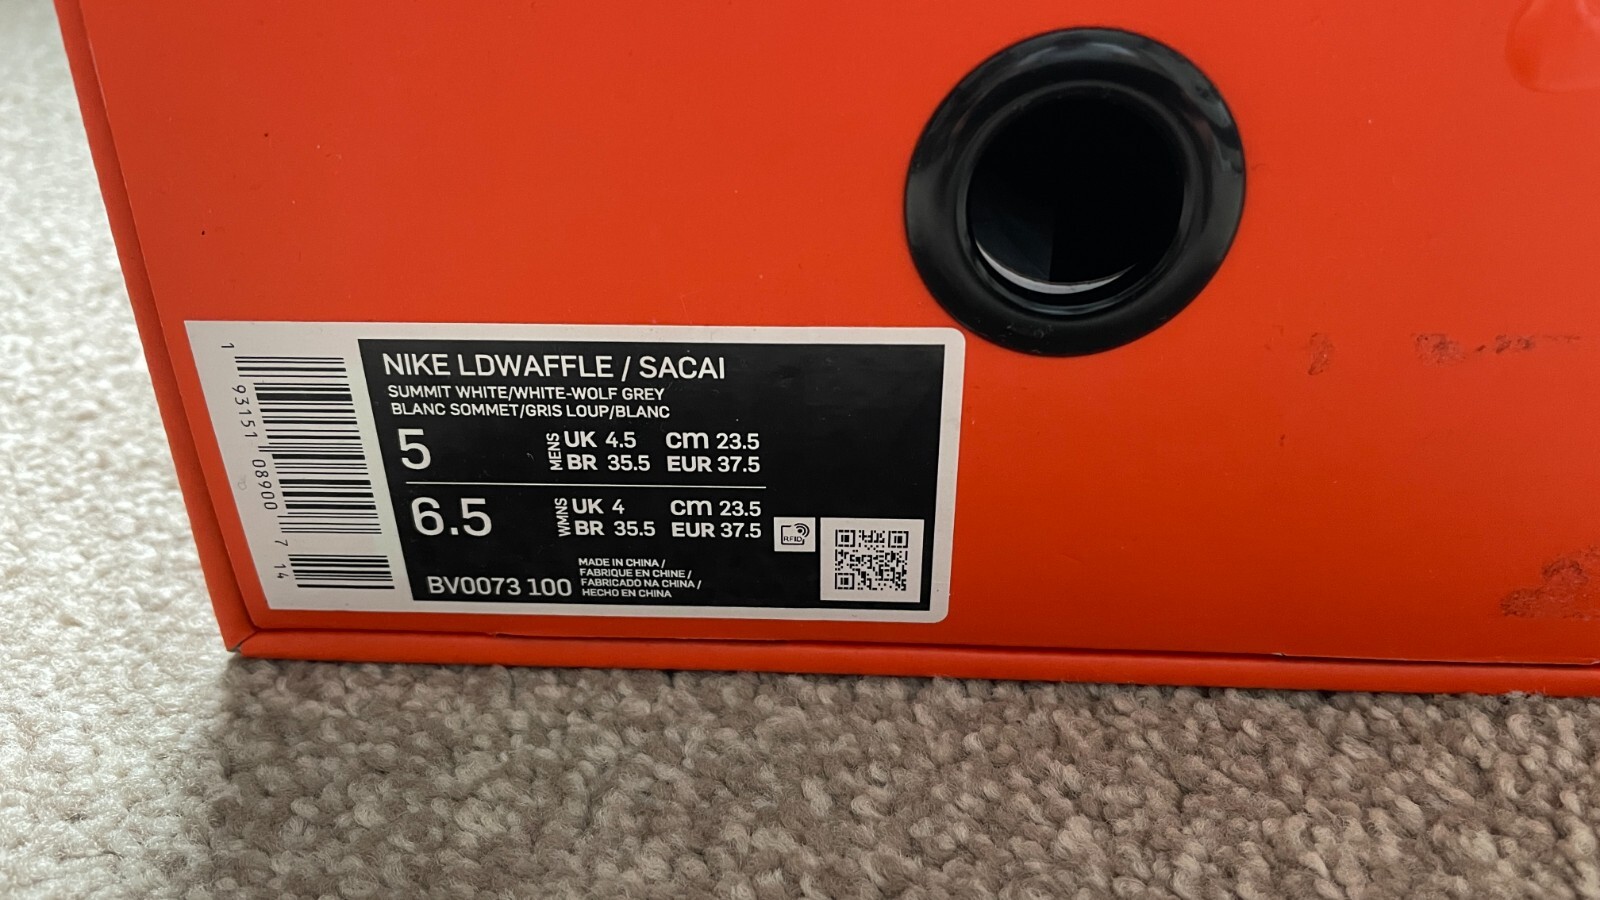 1 93151 08900 7 14
NIKE LDWAFFLE / SACAI
SUMMIT WHITE/WHITE-WOLF GREY
BLANC SOMMET/GRIS LOUP/BLANC
5 MENS UK 4.5 cm 23.5
BR 35.5 EUR 37.5
6.5 WMNS UK 4 cm 23.5
BR 35.5 EUR 37.5
RFID
BV0073 100
MADE IN CHINA /
FABRIQUE EN CHINE /
FABRICADO NA CHINA /
HECHO EN CHINA